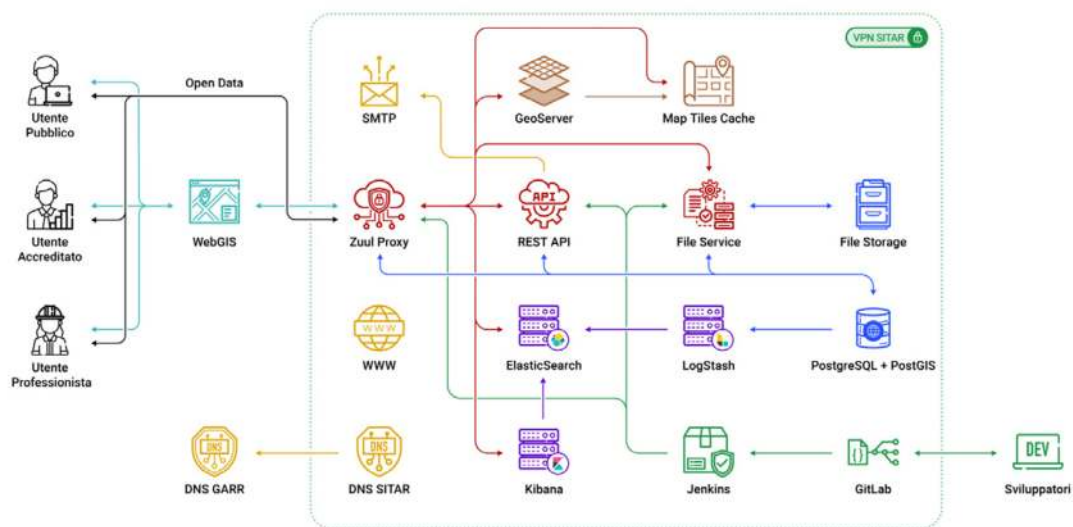 VPN SITAR
Open Data
Utente
Pubblico
SMTP
GeoServer
Map Tiles Cache
API
Utente
Accreditato
WebGIS
Zuul Proxy
REST API
File Service
File Storage
WWW
Utente
Professionista
WWW
ElasticSearch
LogStash
PostgreSQL + PostGIS
DNS
DNS
{ }
DEV
DNS GARR
DNS SITAR
Kibana
Jenkins
GitLab
Sviluppatori